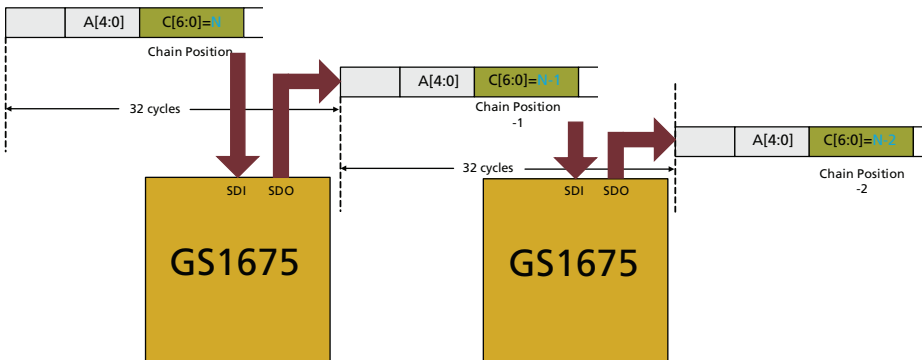 A[4:0] C[6:0]=N
Chain Position
A[4:0] C[6:0]=N-1
Chain Position
-1
32 cycles
A[4:0] C[6:0]=N-2
Chain Position
-2
32 cycles
SDI SDO
GS1675
SDI SDO
GS1675